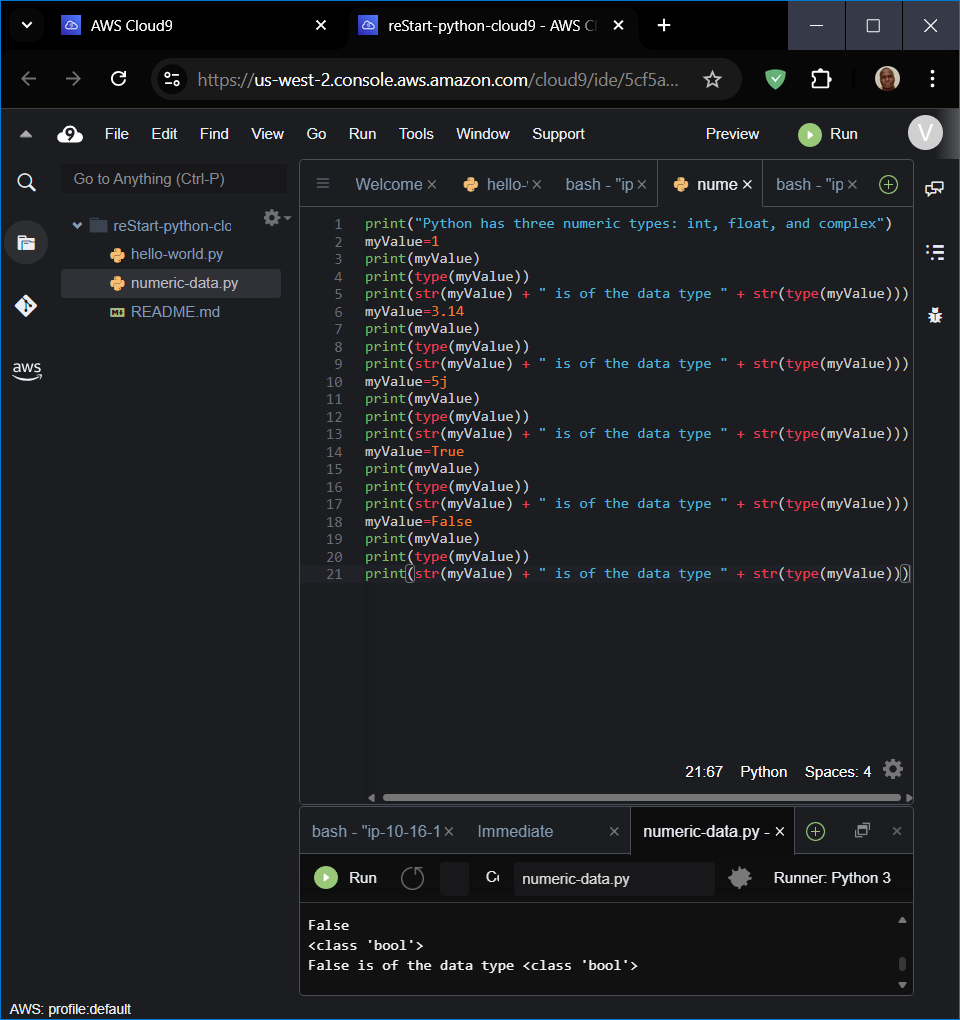 AWS Cloud9
reStart-python-cloud9 - AWS Cl
https://us-west-2.console.aws.amazon.com/cloud9/ide/5cf5a...
File Edit Find View Go Run Tools Window Support Preview Run V
Go to Anything (Ctrl-P)
reStart-python-clo
hello-world.py
numeric-data.py
README.md
aws
Welcome hello- bash - "ip nume bash - "ip
1 print("Python has three numeric types: int, float, and complex")
2 myValue=1
3 print(myValue)
4 print(type(myValue))
5 print(str(myValue) + " is of the data type " + str(type(myValue)))
6 myValue=3.14
7 print(myValue)
8 print(type(myValue))
9 print(str(myValue) + " is of the data type " + str(type(myValue)))
10 myValue=5j
11 print(myValue)
12 print(type(myValue))
13 print(str(myValue) + " is of the data type " + str(type(myValue)))
14 myValue=True
15 print(myValue)
16 print(type(myValue))
17 print(str(myValue) + " is of the data type " + str(type(myValue)))
18 myValue=False
19 print(myValue)
20 print(type(myValue))
21 print(str(myValue) + " is of the data type " + str(type(myValue)))
21:67 Python Spaces: 4
bash - "ip-10-16-1 Immediate numeric-data.py -
Run Co numeric-data.py Runner: Python 3
False
<class 'bool'>
False is of the data type <class 'bool'>
AWS: profile:default